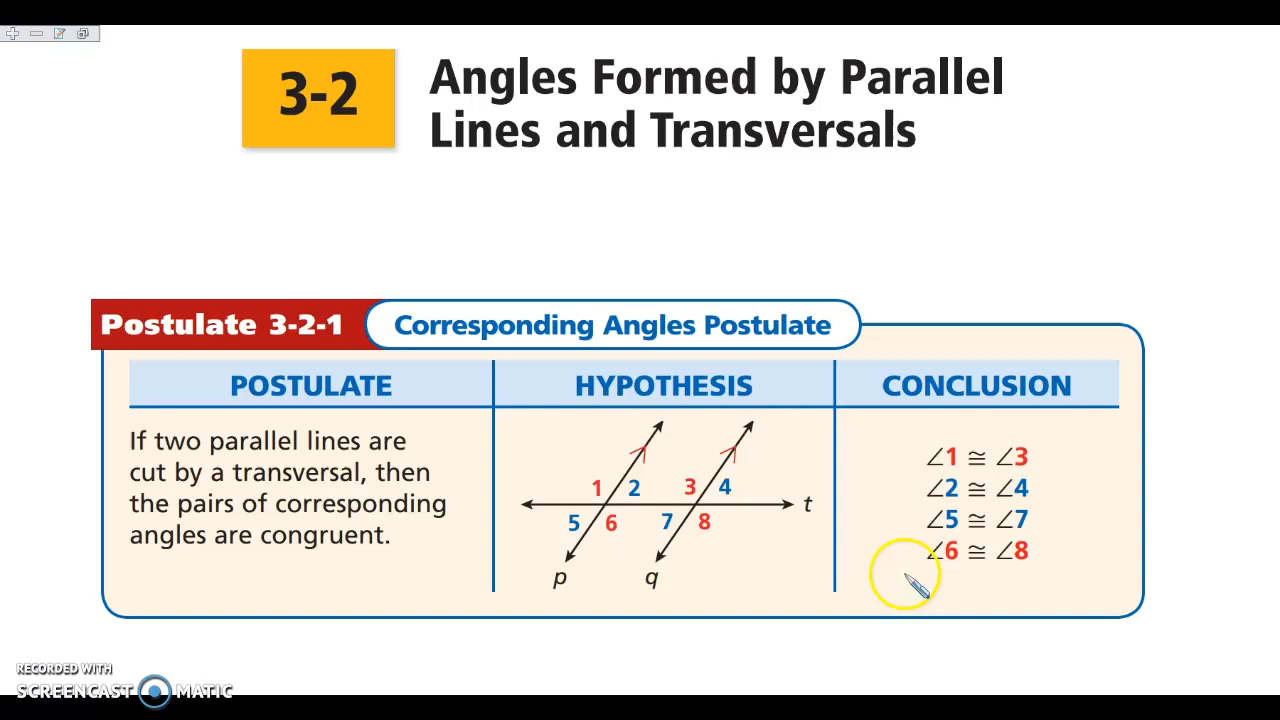 3-2
Angles Formed by Parallel
Lines and Transversals
Postulate 3-2-1
Corresponding Angles Postulate
POSTULATE
HYPOTHESIS
CONCLUSION
If two parallel lines are
cut by a transversal, then
the pairs of corresponding
angles are congruent.
1 2 3 4
t
5 6 7 8
p q
∠1 ≅ ∠3
∠2 ≅ ∠4
∠5 ≅ ∠7
∠6 ≅ ∠8
RECORDED WITH
SCREENCAST MATIC